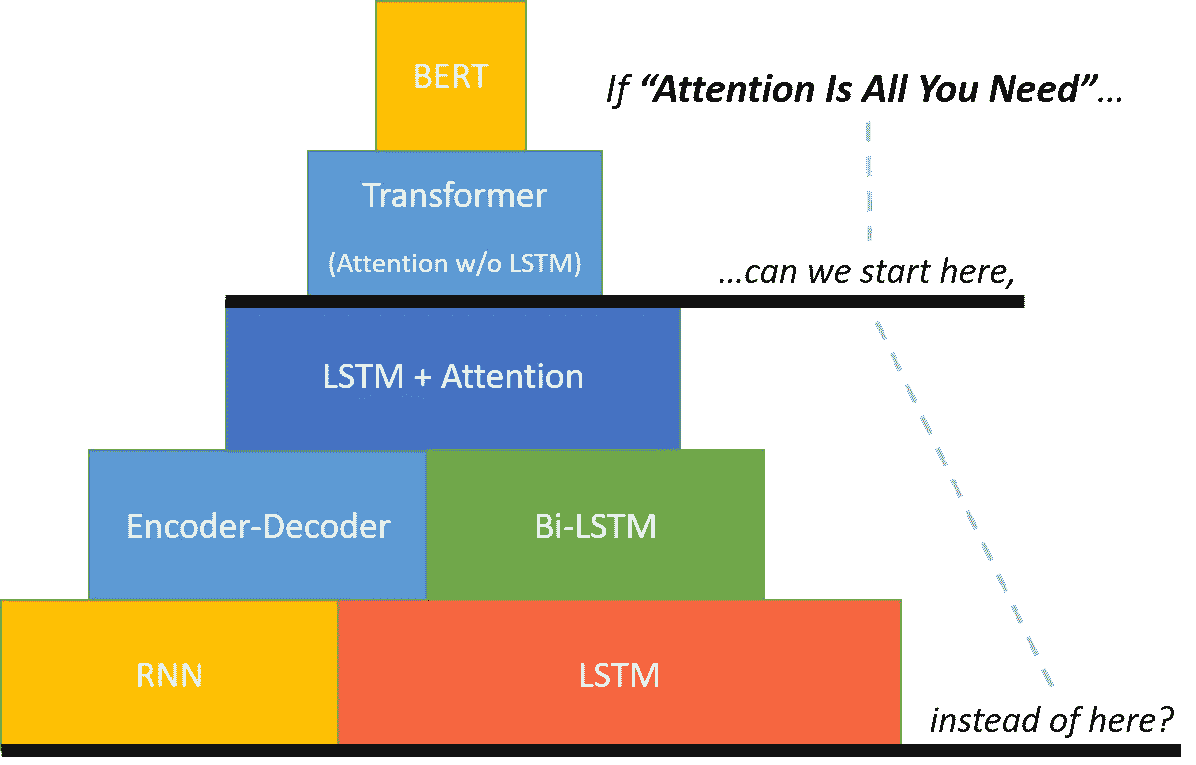 BERT
If “Attention Is All You Need”…
Transformer
(Attention w/o LSTM)
…can we start here,
LSTM + Attention
Encoder-Decoder
Bi-LSTM
RNN
LSTM
instead of here?